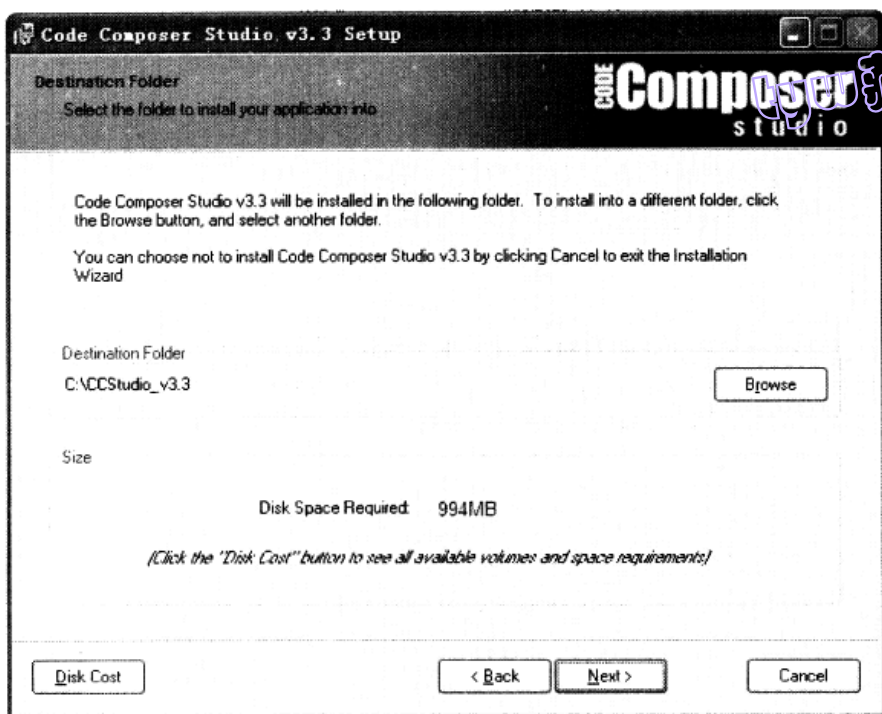 Code Composer Studio v3.3 Setup
Destination Folder
Select the folder to install your application into
CODE
Composer
studio
Code Composer Studio v3.3 will be installed in the following folder. To install into a different folder, click
the Browse button, and select another folder.
You can choose not to install Code Composer Studio v3.3 by clicking Cancel to exit the Installation
Wizard
Destination Folder
C:\CCStudio_v3.3
Browse
Size
Disk Space Required: 994MB
(Click the "Disk Cost" button to see all available volumes and space requirements)
Disk Cost
< Back
Next >
Cancel